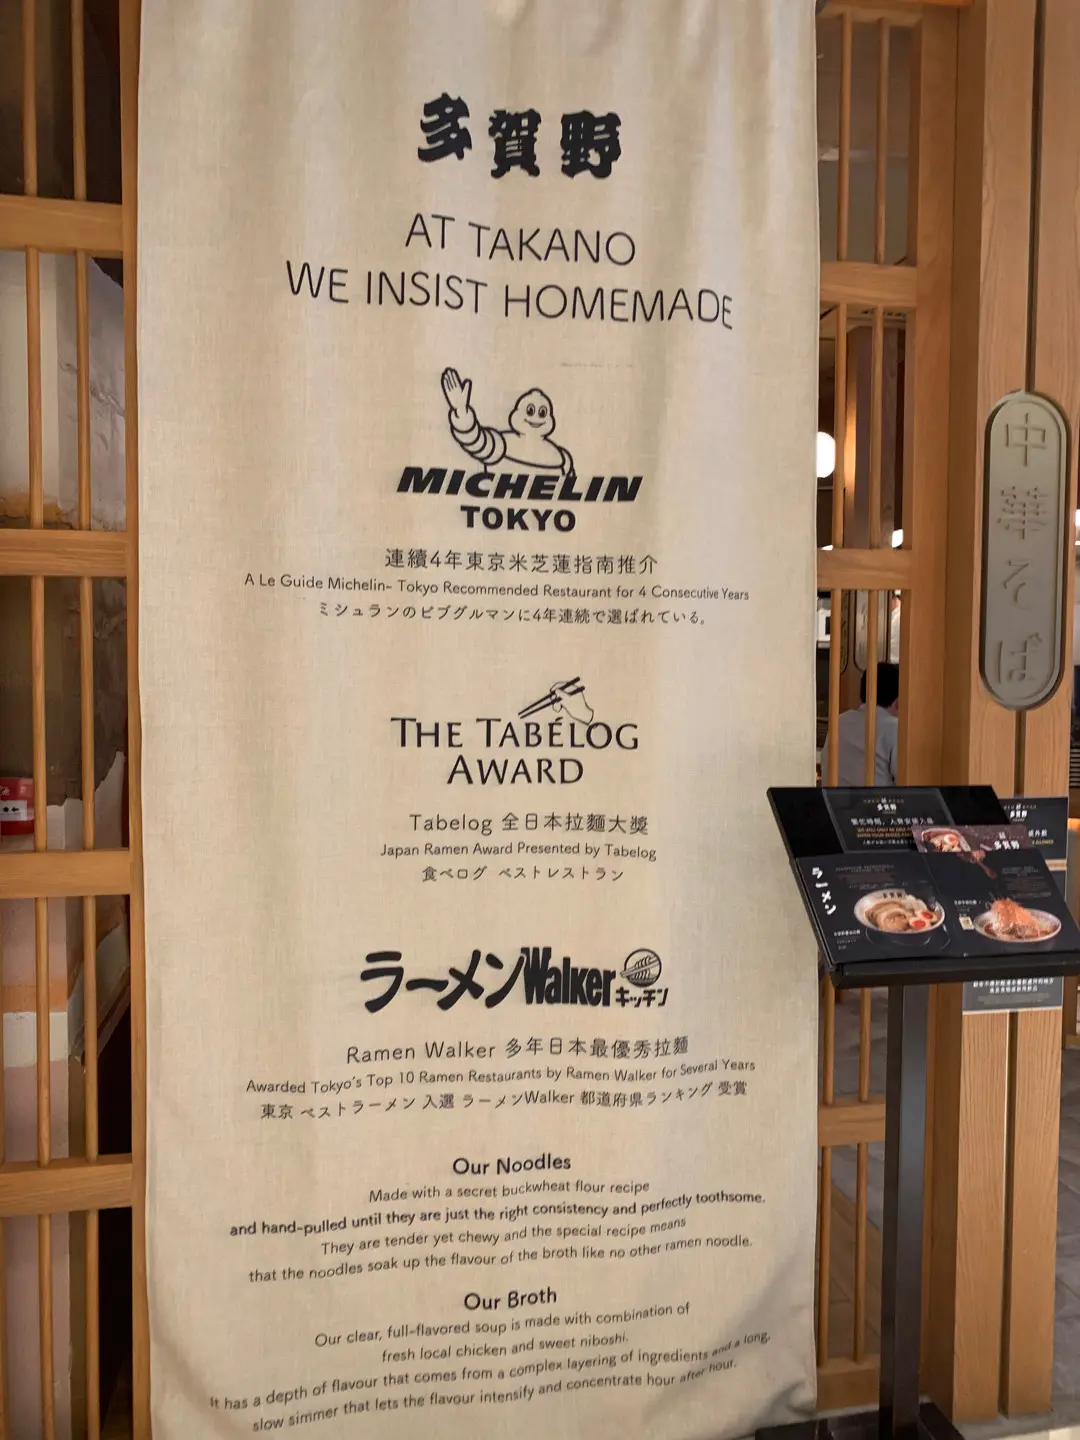 多賀野
AT TAKANO
WE INSIST HOMEMADE
MICHELIN
TOKYO
連續4年東京米芝蓮指南推介
A Le Guide Michelin- Tokyo Recommended Restaurant for 4 Consecutive Years
ミシュランのビブグルマンに4年連続で選ばれている。
THE TABÉLOG
AWARD
Tabelog 全日本拉麵大獎
Japan Ramen Award Presented by Tabelog
食べログ ベストレストラン
ラーメンWalkerキッチン
Ramen Walker 多年日本最優秀拉麵
Awarded Tokyo's Top 10 Ramen Restaurants by Ramen Walker for Several Years
東京 ベストラーメン 入選 ラーメンWalker 都道府県ランキング 受賞
Our Noodles
Made with a secret buckwheat flour recipe
and hand-pulled until they are just the right consistency and perfectly toothsome.
They are tender yet chewy and the special recipe means
that the noodles soak up the flavour of the broth like no other ramen noodle.
Our Broth
Our clear, full-flavored soup is made with combination of
fresh local chicken and sweet niboshi.
It has a depth of flavour that comes from a complex layering of ingredients and a long,
slow simmer that lets the flavour intensify and concentrate hour after hour.
中華そば
多賀野
多賀野
ラーメン